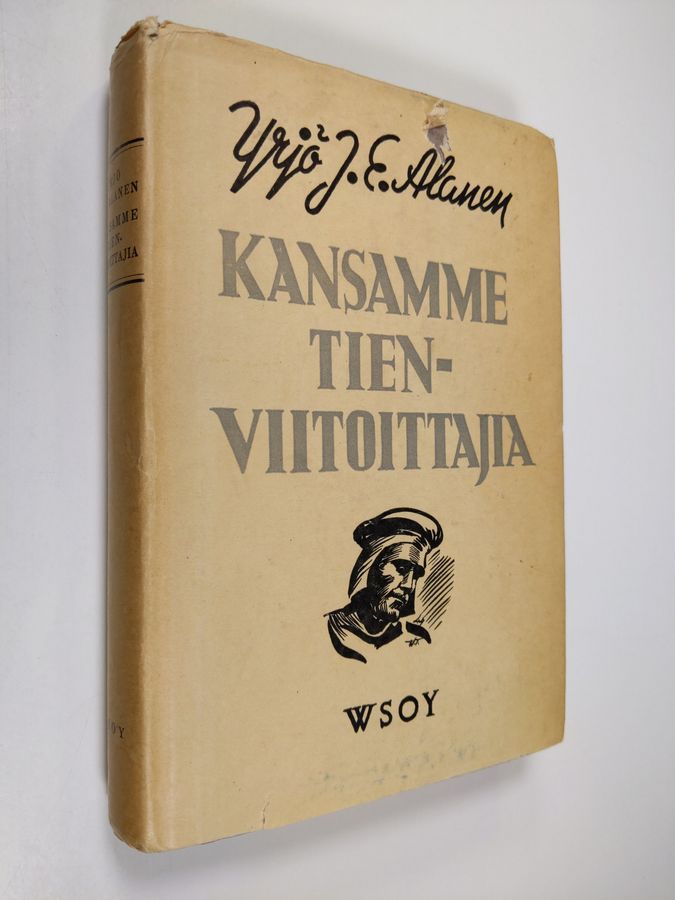 Yrjö J. E. Alanen
KANSAMME
TIEN-
VIITOITTAJIA
WSOY